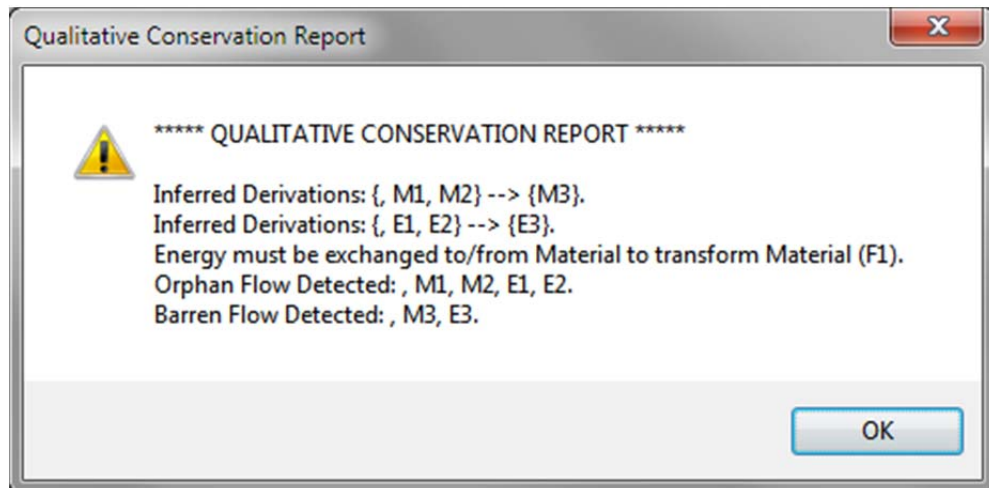 Qualitative Conservation Report
***** QUALITATIVE CONSERVATION REPORT *****
Inferred Derivations: {, M1, M2} --> {M3}.
Inferred Derivations: {, E1, E2} --> {E3}.
Energy must be exchanged to/from Material to transform Material (F1).
Orphan Flow Detected: , M1, M2, E1, E2.
Barren Flow Detected: , M3, E3.
OK